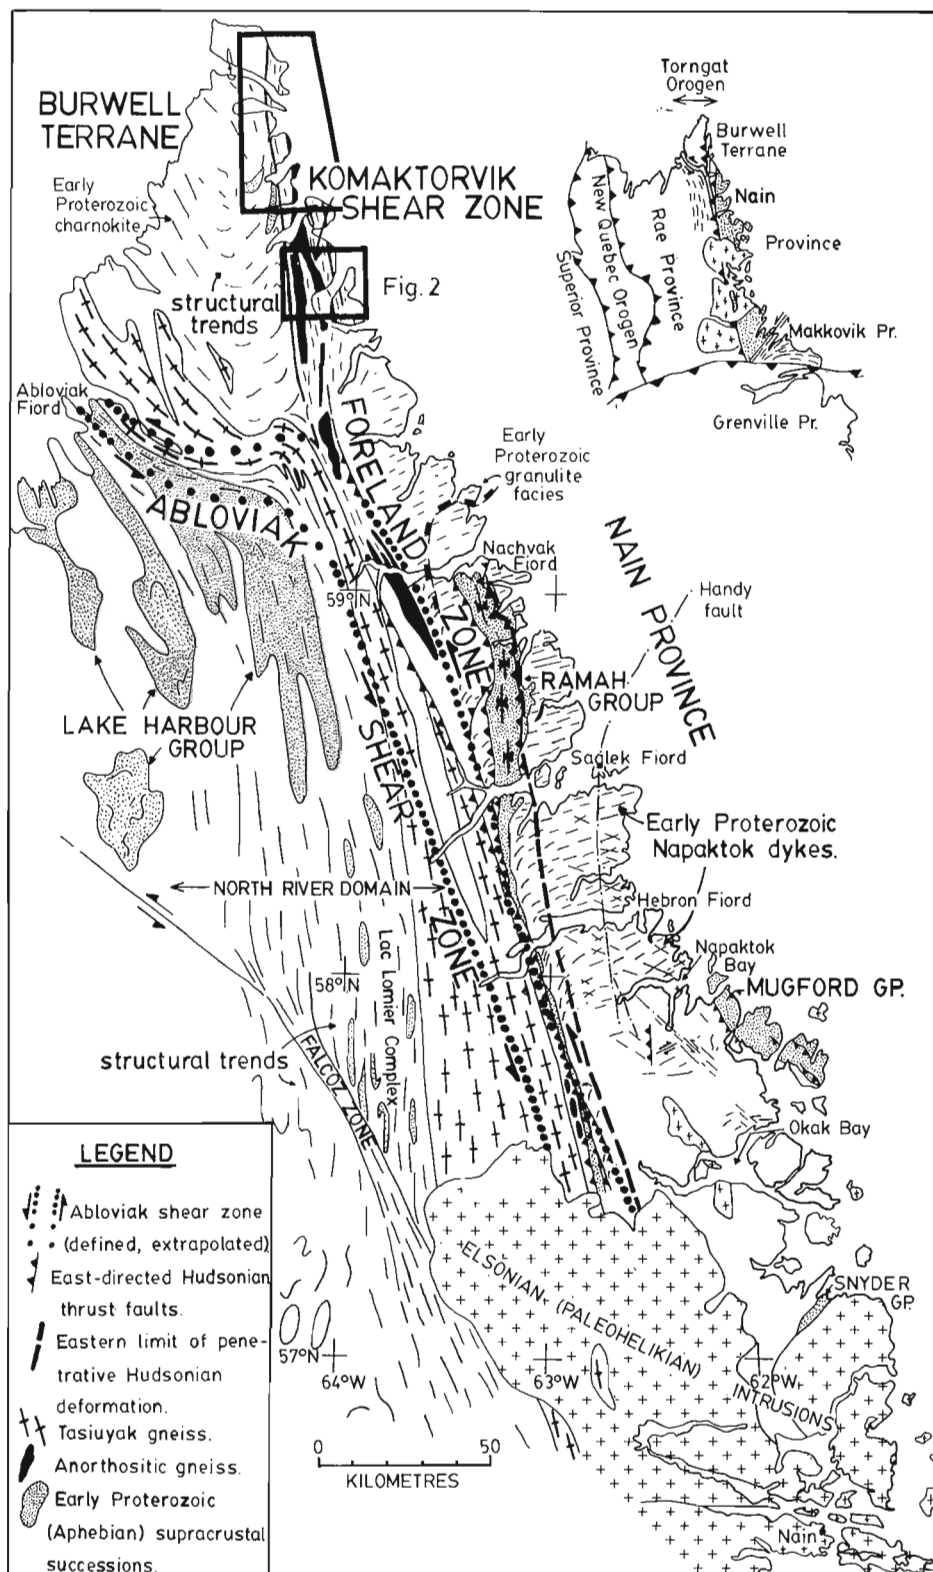 BURWELL
TERRANE
Early
Proterozoic
charnokite
KOMAKTORVIK
SHEAR ZONE
structural
trends
Fig. 2
Torngat
Orogen
Burwell
Terrane
Nain
Province
New Quebec Orogen
Rae Province
Superior Province
Makkovik Pr.
Grenville Pr.
Abloviak
Fiord
ABLOVIAK
SHEAR
ZONE
FORELAND
ZONE
Early
Proterozoic
granulite
facies
Nachvak
Fiord
59° N
NAIN PROVINCE
Handy
fault
RAMAH
GROUP
LAKE HARBOUR
GROUP
Saglek Fiord
Early Proterozoic
Napaktok dykes.
NORTH RIVER DOMAIN
Hebron Fiord
Napaktok
Bay
MUGFORD GP.
58° N
Lac Lomier Complex
structural trends
FALCOZ ZONE
Okak Bay
ELSONIAN (PALEOHELIKIAN)
INTRUSIONS
SNYDER
GP.
57° N
64°W
63°W
62°W
Nain
0 50
KILOMETRES
LEGEND
Abloviak shear zone
(defined, extrapolated)
East-directed Hudsonian
thrust faults.
Eastern limit of pene-
trative Hudsonian
deformation.
Tasiuyak gneiss.
Anorthositic gneiss.
Early Proterozoic
(Aphebian) supracrustal
successions.